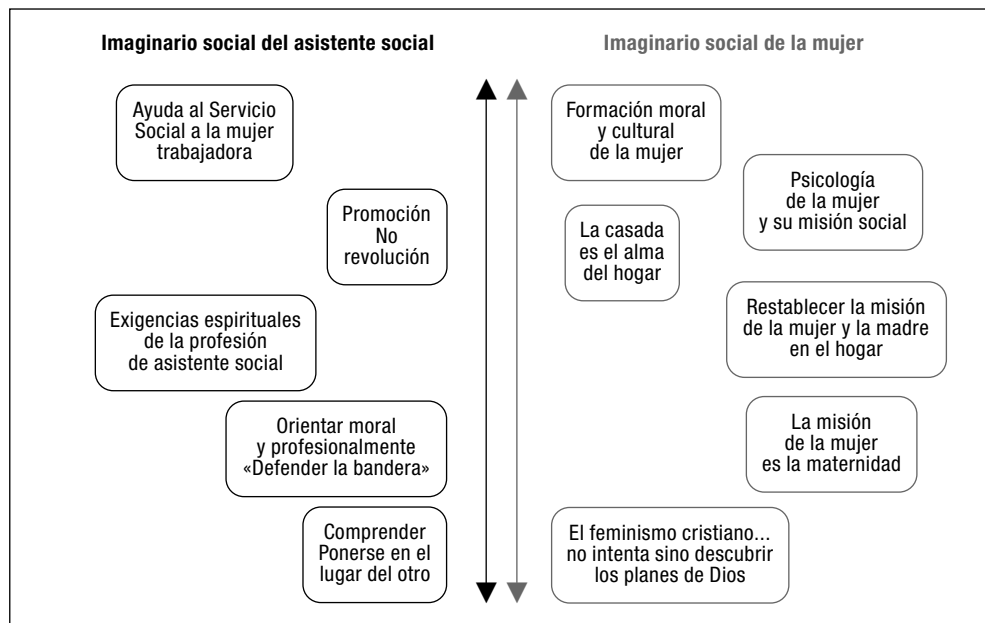 Imaginario social del asistente social
Ayuda al Servicio
Social a la mujer
trabajadora
Promoción
No
revolución
Exigencias espirituales
de la profesión
de asistente social
Orientar moral
y profesionalmente
«Defender la bandera»
Comprender
Ponerse en el
lugar del otro
Imaginario social de la mujer
Formación moral
y cultural
de la mujer
Psicología
de la mujer
y su misión social
La casada
es el alma
del hogar
Restablecer la misión
de la mujer y la madre
en el hogar
La misión
de la mujer
es la maternidad
El feminismo cristiano...
no intenta sino descubrir
los planes de Dios